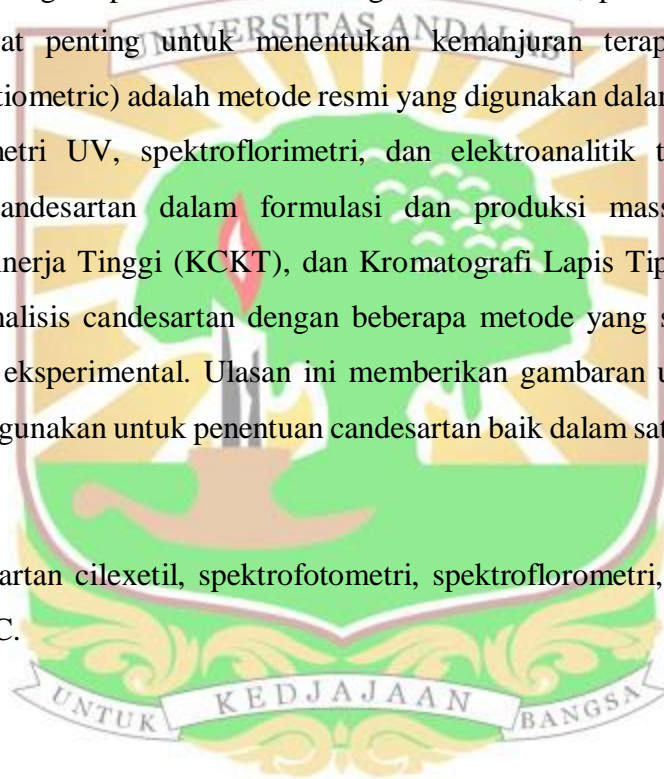 UNIVERSITAS ANDALAS
at penting untuk menentukan kemanjuran terap
tiometric) adalah metode resmi yang digunakan dalam
netri UV, spektroflorimetri, dan elektroanalitik t
andesartan dalam formulasi dan produksi mass
inerja Tinggi (KCKT), dan Kromatografi Lapis Tip
nalisis candesartan dengan beberapa metode yang s
eksperimental. Ulasan ini memberikan gambaran u
gunakan untuk penentuan candesartan baik dalam sat
artan cilexetil, spektrofotometri, spektroflorometri,
C.
UNTUK KEDJAJAAN BANGSA